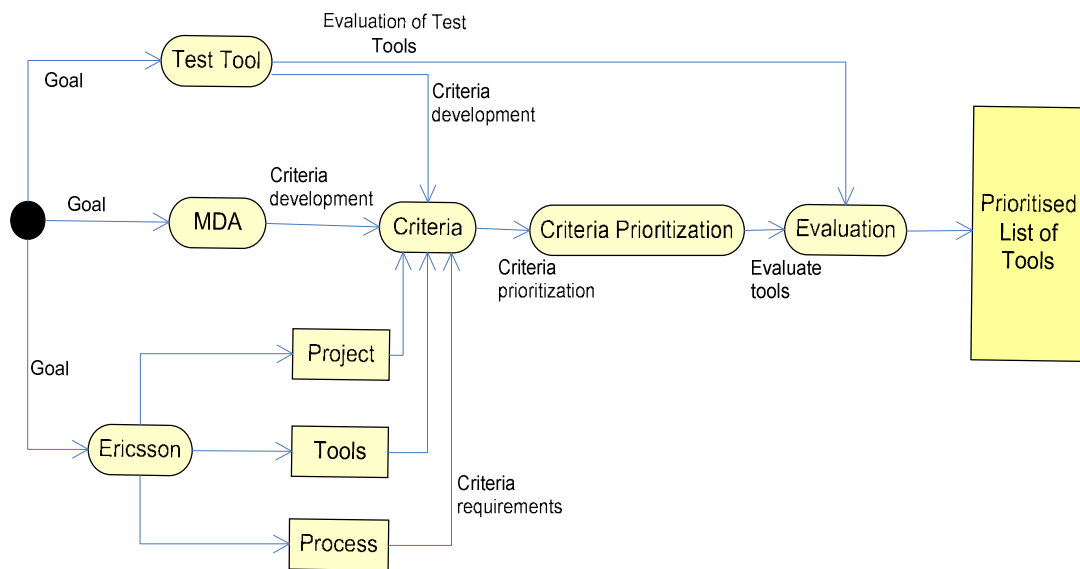 Evaluation of Test
Tools
Test Tool
Goal
Criteria
development
Criteria
development
Goal
MDA
Criteria
Criteria Prioritization
Evaluation
Prioritised
List of
Tools
Criteria
prioritization
Evaluate
tools
Project
Goal
Ericsson
Tools
Criteria
requirements
Process